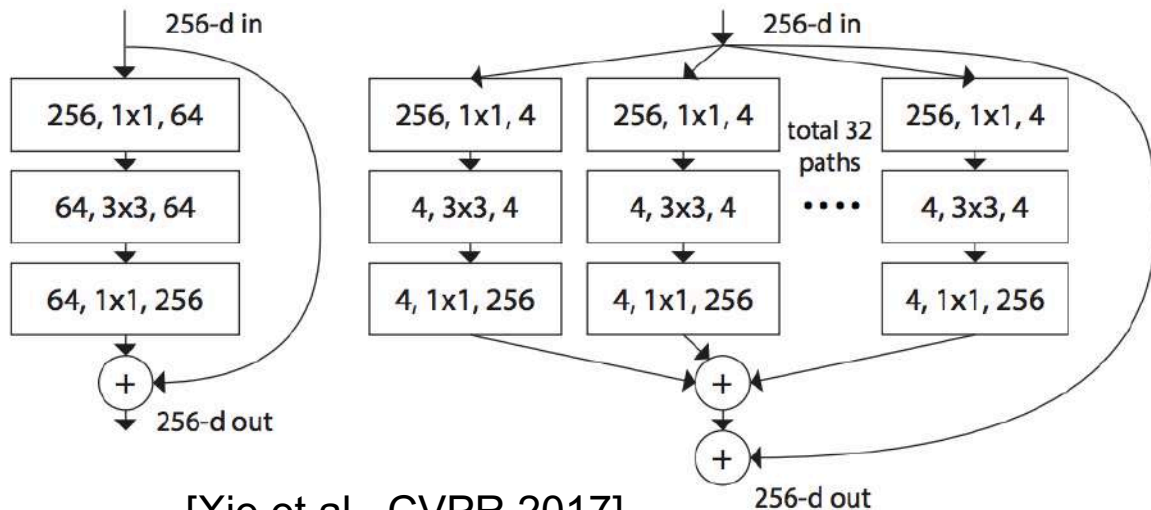 256-d in
256, 1x1, 64
64, 3x3, 64
64, 1x1, 256
+
256-d out
256-d in
256, 1x1, 4
256, 1x1, 4
total 32
paths
256, 1x1, 4
4, 3x3, 4
4, 3x3, 4
....
4, 3x3, 4
4, 1x1, 256
4, 1x1, 256
4, 1x1, 256
+
+
256-d out
[Xie et al., CVPR 2017]